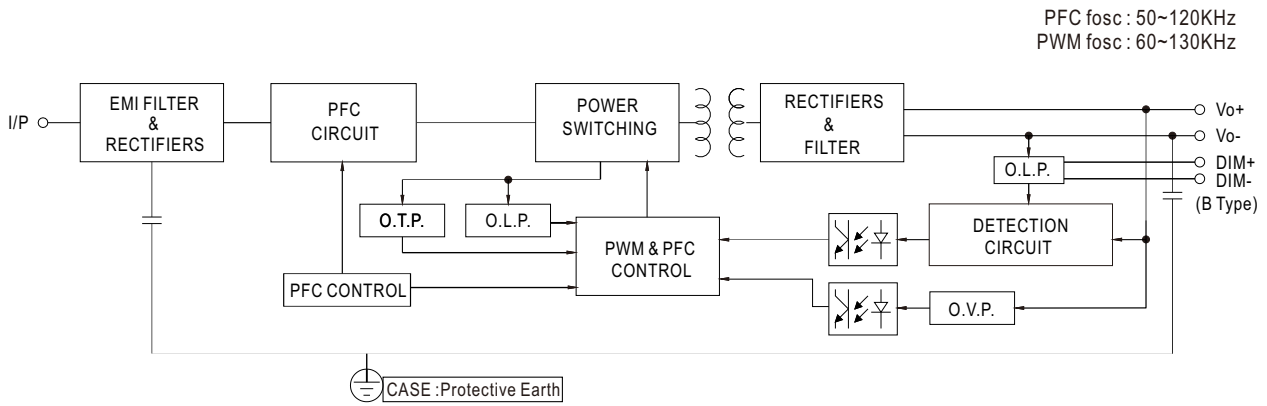 PFC fosc : 50~120KHz
PWM fosc : 60~130KHz
I/P
EMI FILTER
&
RECTIFIERS
PFC
CIRCUIT
POWER
SWITCHING
RECTIFIERS
&
FILTER
Vo+
Vo-
DIM+
DIM-
(B Type)
O.L.P.
O.T.P.
O.L.P.
DETECTION
CIRCUIT
PWM & PFC
CONTROL
PFC CONTROL
O.V.P.
CASE :Protective Earth